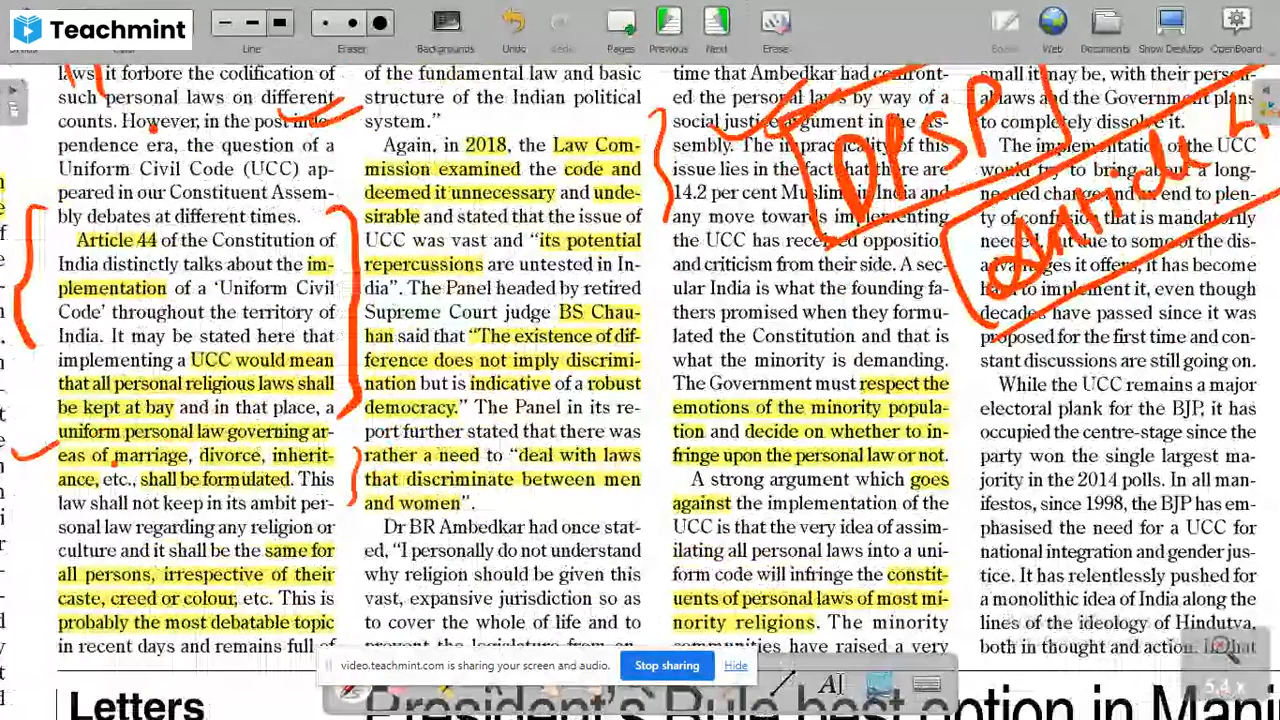 Teachmint
Line
Eraser
Backgrounds
Undo
Redo
Pages
Previous
Next
Erase
Board
Web
Documents
Show Desktop
OpenBoard
laws, it forbore the codification of
such personal laws on different
counts. However, in the post inde-
pendence era, the question of a
Uniform Civil Code (UCC) ap-
peared in our Constituent Assem-
bly debates at different times.
Article 44 of the Constitution of
India distinctly talks about the im-
plementation of a ‘Uniform Civil
Code’ throughout the territory of
India. It may be stated here that
implementing a UCC would mean
that all personal religious laws shall
be kept at bay and in that place, a
uniform personal law governing ar-
eas of marriage, divorce, inherit-
ance, etc., shall be formulated. This
law shall not keep in its ambit per-
sonal law regarding any religion or
culture and it shall be the same for
all persons, irrespective of their
caste, creed or colour, etc. This is
probably the most debatable topic
in recent days and remains full of
of the fundamental law and basic
structure of the Indian political
system.”
Again, in 2018, the Law Com-
mission examined the code and
deemed it unnecessary and unde-
sirable and stated that the issue of
UCC was vast and “its potential
repercussions are untested in In-
dia”. The Panel headed by retired
Supreme Court judge BS Chau-
han said that “The existence of dif-
ference does not imply discrimi-
nation but is indicative of a robust
democracy.” The Panel in its re-
port further stated that there was
rather a need to “deal with laws
that discriminate between men
and women”.
Dr BR Ambedkar had once stat-
ed, “I personally do not understand
why religion should be given this
vast, expansive jurisdiction so as
to cover the whole of life and to
prevent the legislature from en-
time that Ambedkar had confront-
ed the personal laws by way of a
social justice argument in the As-
sembly. The impracticality of this
issue lies in the fact that there are
14.2 per cent Muslims in India and
any move towards implementing
the UCC has received opposition
and criticism from their side. A sec-
ular India is what the founding fa-
thers promised when they formu-
lated the Constitution and that is
what the minority is demanding.
The Government must respect the
emotions of the minority popula-
tion and decide on whether to in-
fringe upon the personal law or not.
A strong argument which goes
against the implementation of the
UCC is that the very idea of assim-
ilating all personal laws into a uni-
form code will infringe the constit-
uents of personal laws of most mi-
nority religions. The minority
communities have raised a very
small it may be, with their person-
al laws and the Government plans
to completely dissolve it.
The implementation of the UCC
would try to bring about a long-
needed change and end to plen-
ty of confusion that is mandatorily
needed, but due to some of the dis-
advantages it offers, it has become
hard to implement it, even though
decades have passed since it was
proposed for the first time and con-
stant discussions are still going on.
While the UCC remains a major
electoral plank for the BJP, it has
occupied the centre-stage since the
party won the single largest ma-
jority in the 2014 polls. In all man-
ifestos, since 1998, the BJP has em-
phasised the need for a UCC for
national integration and gender jus-
tice. It has relentlessly pushed for
a monolithic idea of India along the
lines of the ideology of Hindutva,
both in thought and action.
DPSP
video.teachmint.com is sharing your screen and audio.
Stop sharing
Hide
5.4 x
Letters
President’s Rule best option in Mani